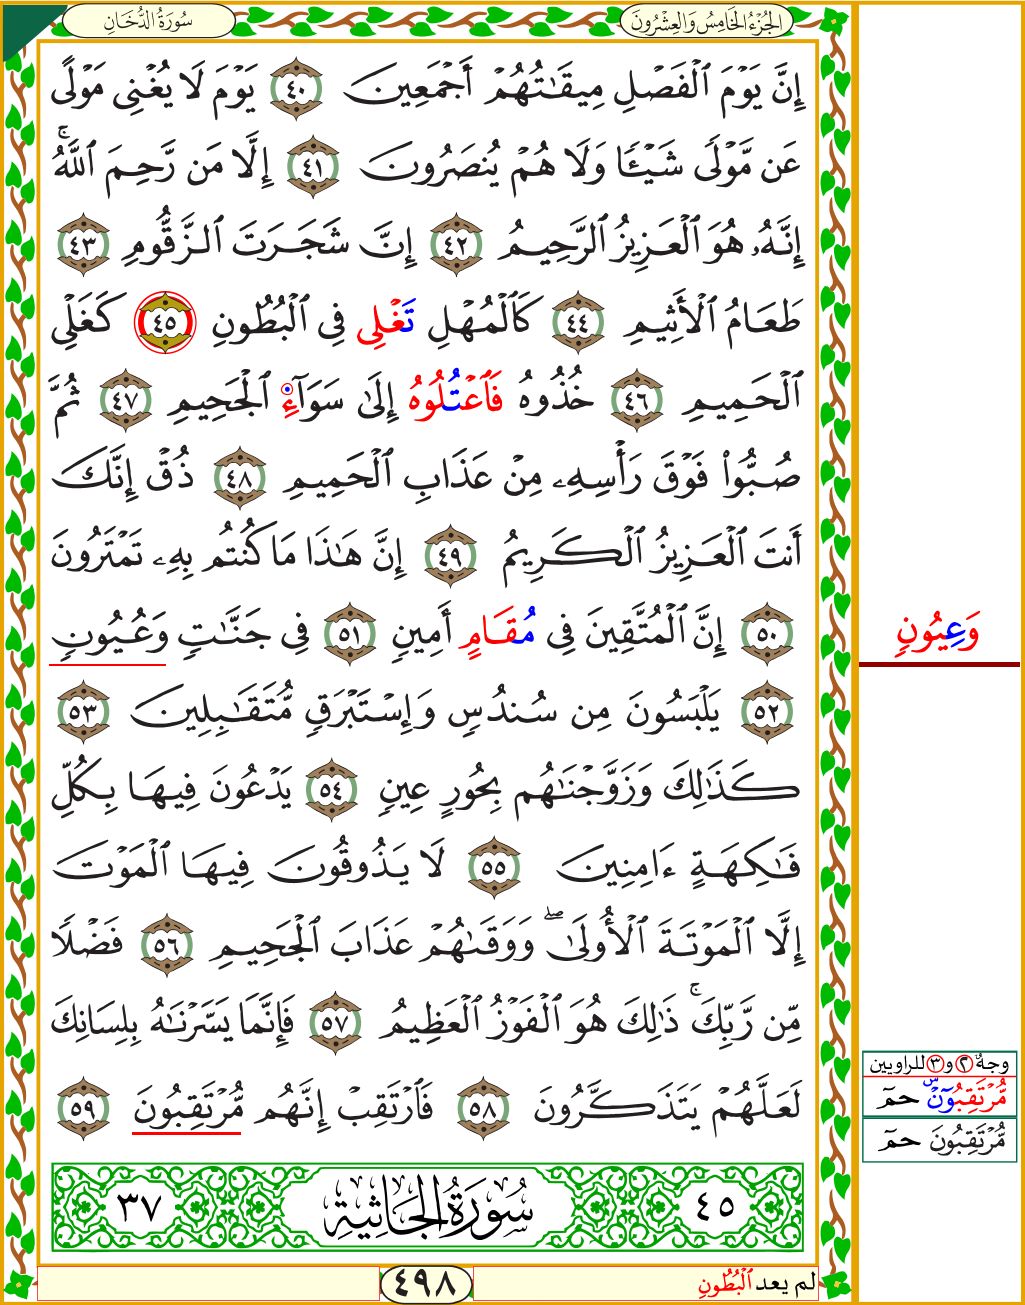 الجُزْءُ الخَامِسُ وَالعِشْرُونَ
سُورَةُ الدُّخَانِ
إِنَّ يَوْمَ ٱلْفَصْلِ مِيقَٰتُهُمْ أَجْمَعِينَ ٤٠ يَوْمَ لَا يُغْنِى مَوْلًى
عَن مَّوْلًى شَيْـًٔا وَلَا هُمْ يُنصَرُونَ ٤١ إِلَّا مَن رَّحِمَ ٱللَّهُۚ
إِنَّهُۥ هُوَ ٱلْعَزِيزُ ٱلرَّحِيمُ ٤٢ إِنَّ شَجَرَتَ ٱلزَّقُّومِ ٤٣
طَعَامُ ٱلْأَثِيمِ ٤٤ كَٱلْمُهْلِ تَغْلِى فِى ٱلْبُطُونِ ٤٥ كَغَلْىِ
ٱلْحَمِيمِ ٤٦ خُذُوهُ فَٱعْتُلُوهُ إِلَىٰ سَوَآءِ ٱلْجَحِيمِ ٤٧ ثُمَّ
صُبُّوا۟ فَوْقَ رَأْسِهِۦ مِنْ عَذَابِ ٱلْحَمِيمِ ٤٨ ذُقْ إِنَّكَ
أَنتَ ٱلْعَزِيزُ ٱلْكَرِيمُ ٤٩ إِنَّ هَٰذَا مَا كُنتُم بِهِۦ تَمْتَرُونَ
٥٠ إِنَّ ٱلْمُتَّقِينَ فِى مُقَامٍ أَمِينٍ ٥١ فِى جَنَّٰتٍ وَعُيُونٍ
وَعِيُونٍ
٥٢ يَلْبَسُونَ مِن سُندُسٍ وَإِسْتَبْرَقٍ مُّتَقَٰبِلِينَ ٥٣
كَذَٰلِكَ وَزَوَّجْنَٰهُم بِحُورٍ عِينٍ ٥٤ يَدْعُونَ فِيهَا بِكُلِّ
فَٰكِهَةٍ ءَامِنِينَ ٥٥ لَا يَذُوقُونَ فِيهَا ٱلْمَوْتَ
إِلَّا ٱلْمَوْتَةَ ٱلْأُولَىٰۖ وَوَقَىٰهُمْ عَذَابَ ٱلْجَحِيمِ ٥٦ فَضْلًا
مِّن رَّبِّكَۚ ذَٰلِكَ هُوَ ٱلْفَوْزُ ٱلْعَظِيمُ ٥٧ فَإِنَّمَا يَسَّرْنَٰهُ بِلِسَانِكَ
لَعَلَّهُمْ يَتَذَكَّرُونَ ٥٨ فَٱرْتَقِبْ إِنَّهُم مُّرْتَقِبُونَ ٥٩
وجهُ ٢ و ٣ للراويين
مُّرْتَقِبُونَ س حمٓ
مُّرْتَقِبُونَ حمٓ
٤٥ سُورَةُ الجَاثِيَةِ ٣٧
لم يعد ٱلْبُطُونِ
٤٩٨